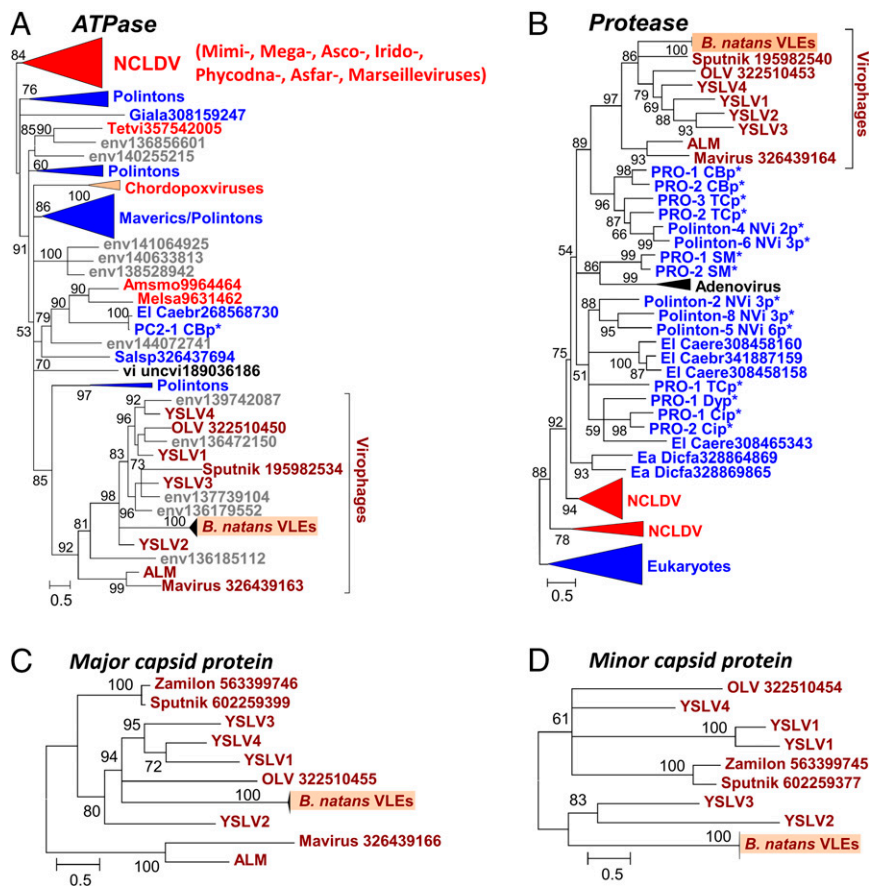 A
ATPase
84
NCLDV
(Mimi-, Mega-, Asco-, Irido-,
Phycodna-, Asfar-, Marseilleviruses)
76
Polintons
Giala308159247
85
90
Tetvi357542005
env136856601
env140255215
60
Polintons
100
Chordopoxviruses
86
Maverics/Polintons
91
env141064925
100
env140633813
env138528942
90
Amsmo9964464
90
Melsa9631462
100
El Caebr268568730
79
PC2-1 CBp*
53
env144072741
Salsp326437694
70
vi uncvi189036186
97
Polintons
92
env139742087
96
YSLV4
OLV 322510450
env136472150
83
YSLV1
73
Sputnik 195982534
YSLV3
env137739104
98
96
env136179552
100
B. natans VLEs
85
81
YSLV2
92
env136185112
ALM
99
Mavirus 326439163
0.5
Virophages
B
Protease
86
100
B. natans VLEs
Sputnik 195982540
OLV 322510453
97
79
YSLV4
69
YSLV1
88
YSLV2
93
YSLV3
89
ALM
93
Mavirus 326439164
98
PRO-1 CBp*
PRO-2 CBp*
96
PRO-3 TCp*
87
PRO-2 TCp*
66
Polinton-4 NVi 2p*
99
Polinton-6 NVi 3p*
54
99
PRO-1 SM*
86
PRO-2 SM*
99
Adenovirus
88
Polinton-2 NVi 3p*
Polinton-8 NVi 3p*
95
Polinton-5 NVi 6p*
75
El Caere308458160
100
El Caebr341887159
51
87
El Caere308458158
PRO-1 TCp*
PRO-1 Dyp*
PRO-1 Cip*
59
98
PRO-2 Cip*
92
El Caere308465343
Ea Dicfa328864869
93
Ea Dicfa328869865
88
94
NCLDV
78
NCLDV
Eukaryotes
0.5
Virophages
C
Major capsid protein
100
Zamilon 563399746
Sputnik 602259399
95
YSLV3
YSLV4
94
72
YSLV1
OLV 322510455
100
B. natans VLEs
80
YSLV2
Mavirus 326439166
100
ALM
0.5
D
Minor capsid protein
OLV 322510454
61
YSLV4
100
YSLV1
YSLV1
100
Zamilon 563399745
Sputnik 602259377
83
YSLV3
YSLV2
100
B. natans VLEs
0.5